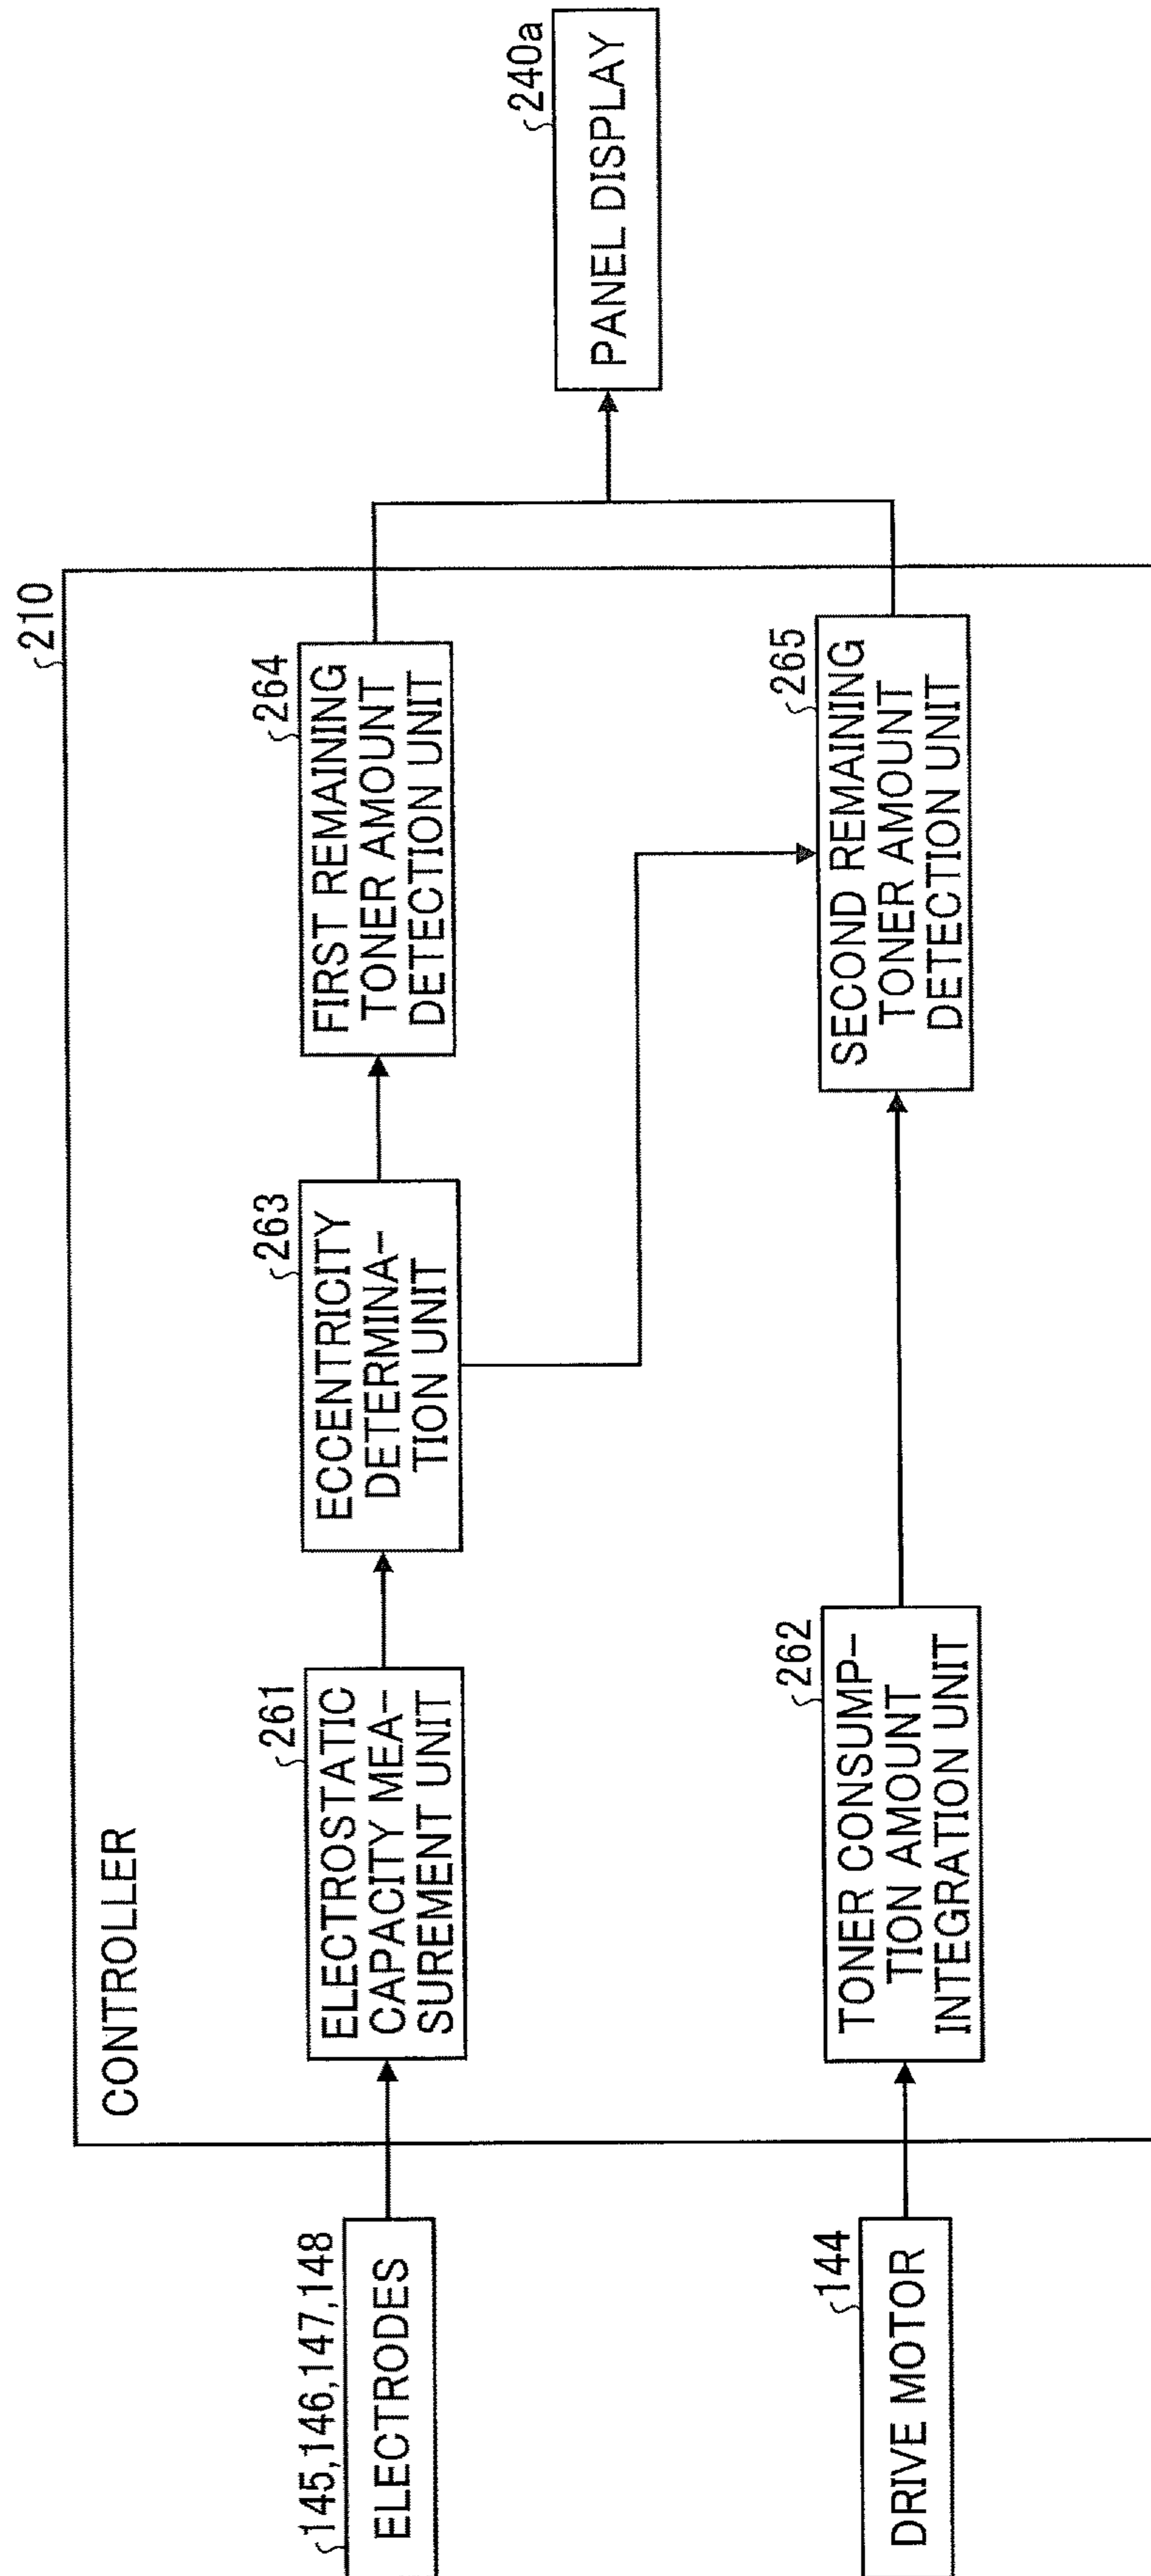 210
CONTROLLER
145,146,147,148
ELECTRODES
261
ELECTROSTATIC
CAPACITY MEA-
SUREMENT UNIT
263
ECCENTRICITY
DETERMINA-
TION UNIT
264
FIRST REMAINING
TONER AMOUNT
DETECTION UNIT
240a
PANEL DISPLAY
144
DRIVE MOTOR
262
TONER CONSUMP-
TION AMOUNT
INTEGRATION UNIT
265
SECOND REMAINING
TONER AMOUNT
DETECTION UNIT